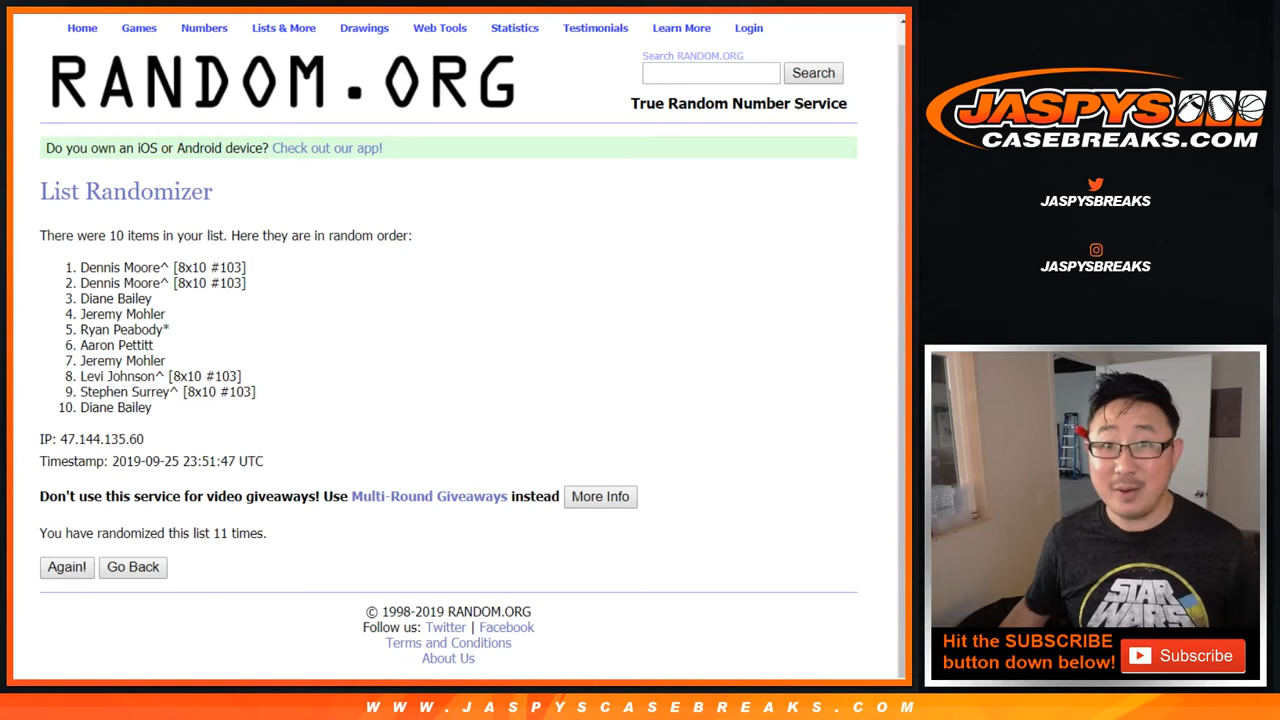 Home Games Numbers Lists & More Drawings Web Tools Statistics Testimonials Learn More Login
RANDOM.ORG
Search RANDOM.ORG
Search
True Random Number Service
Do you own an iOS or Android device? Check out our app!
List Randomizer
There were 10 items in your list. Here they are in random order:
1. Dennis Moore^ [8x10 #103]
2. Dennis Moore^ [8x10 #103]
3. Diane Bailey
4. Jeremy Mohler
5. Ryan Peabody*
6. Aaron Pettitt
7. Jeremy Mohler
8. Levi Johnson^ [8x10 #103]
9. Stephen Surrey^ [8x10 #103]
10. Diane Bailey
IP: 47.144.135.60
Timestamp: 2019-09-25 23:51:47 UTC
Don't use this service for video giveaways! Use Multi-Round Giveaways instead More Info
You have randomized this list 11 times.
Again! Go Back
© 1998-2019 RANDOM.ORG
Follow us: Twitter | Facebook
Terms and Conditions
About Us
JASPYS
CASEBREAKS.COM
JASPYSBREAKS
JASPYSBREAKS
STAR
WARS
Hit the SUBSCRIBE
button down below!
Subscribe
WWW.JASPYSCASEBREAKS.COM